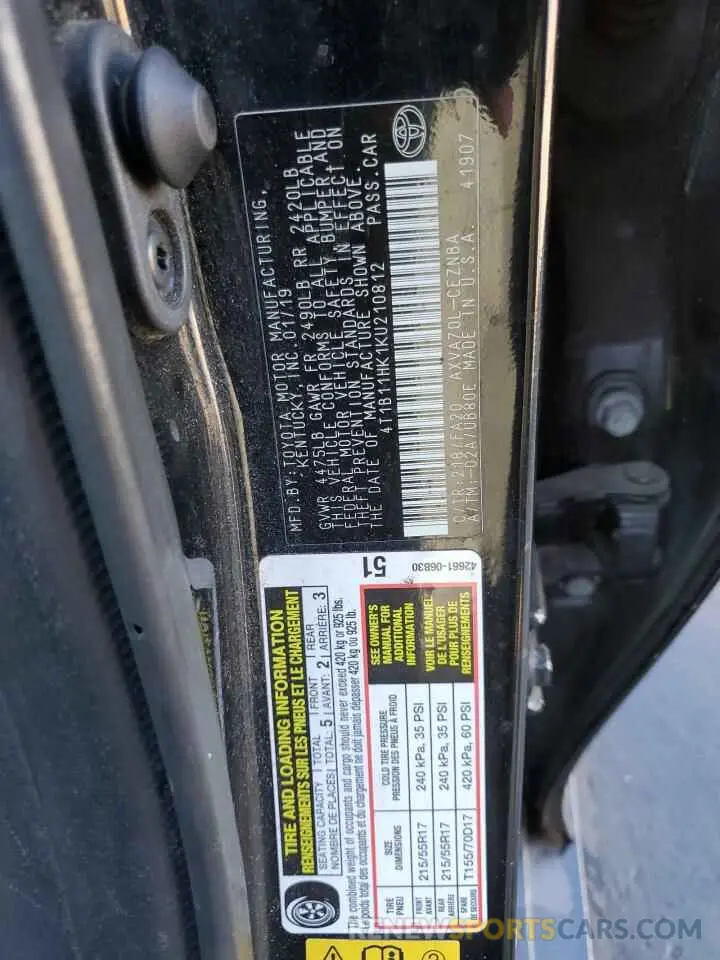 MFD.BY:TOYOTA MOTOR MANUFACTURING,
KENTUCKY,INC. 01/19
GVWR 4475LB GAWR FR 2490LB RR 2420LB
THIS VEHICLE CONFORMS TO ALL APPLICABLE
FEDERAL MOTOR VEHICLE SAFETY, BUMPER, AND
THEFT PREVENTION STANDARDS IN EFFECT ON
THE DATE OF MANUFACTURE SHOWN ABOVE.
4T1B11HK1KU210812 PASS.CAR
C/TR:218/FA20 AXVA70L-CEZNBA
A/TM:-02A/UB80E MADE IN U.S.A. 41907
51
42661-06B30
TIRE AND LOADING INFORMATION
RENSEIGNEMENTS SUR LES PNEUS ET LE CHARGEMENT
SEATING CAPACITY TOTAL FRONT REAR
NOMBRE DE PLACES TOTAL: 5 AVANT: 2 ARRIÈRE: 3
The combined weight of occupants and cargo should never exceed 420 kg or 925 lbs.
Le poids total des occupants et du chargement ne doit jamais dépasser 420 kg ou 925 lb.
TIRE PNEU
SIZE DIMENSIONS
COLD TIRE PRESSURE
PRESSION DES PNEUS À FROID
FRONT AVANT 215/55R17 240 kPa, 35 PSI
REAR ARRIÈRE 215/55R17 240 kPa, 35 PSI
SPARE DE SECOURS T155/70D17 420 kPa, 60 PSI
SEE OWNER'S
MANUAL FOR
ADDITIONAL
INFORMATION
VOIR LE MANUEL
DE L'USAGER
POUR PLUS DE
RENSEIGNEMENTS
RENEWSPORTSCARS.COM